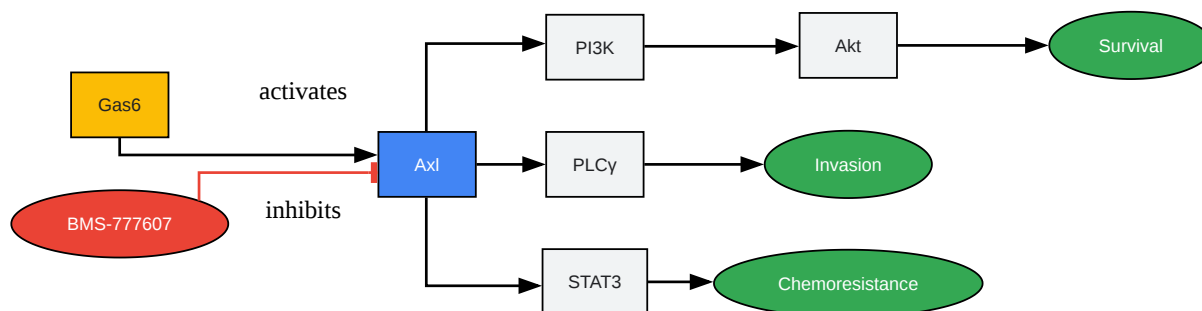 PI3K
Akt
Survival
Gas6
activates
Axl
PLCγ
Invasion
BMS-777607
inhibits
STAT3
Chemoresistance